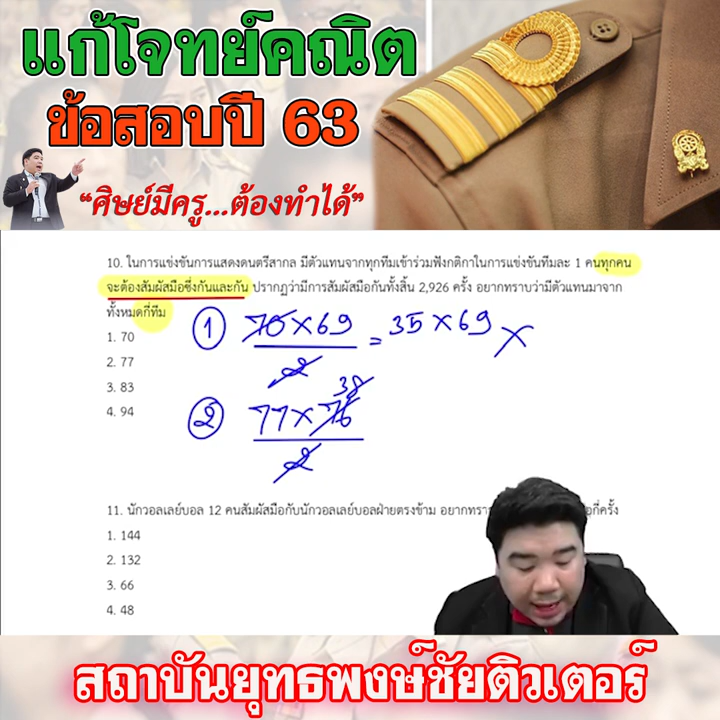 แก้โจทย์คณิต
ข้อสอบปี 63
“ศิษย์มีครู...ต้องทำได้”
10. ในการแข่งขันการแสดงดนตรีสากล มีตัวแทนจากทุกทีมเข้าร่วมฟังกติกาในการแข่งขันทีมละ 1 คนทุกคน
จะต้องสัมผัสมือซึ่งกันและกัน ปรากฏว่ามีการสัมผัสมือกันทั้งสิ้น 2,926 ครั้ง อยากทราบว่ามีตัวแทนมาจาก
ทั้งหมดกี่ทีม
1. 70
2. 77
3. 83
4. 94
1 70 × 69 = 35 × 69 ×
2
2 77 × 76 38
2
11. นักวอลเลย์บอล 12 คนสัมผัสมือกับนักวอลเลย์บอลฝ่ายตรงข้าม กี่ครั้ง
1. 144
2. 132
3. 66
4. 48
สถาบันยุทธพงษ์ชัยติวเตอร์